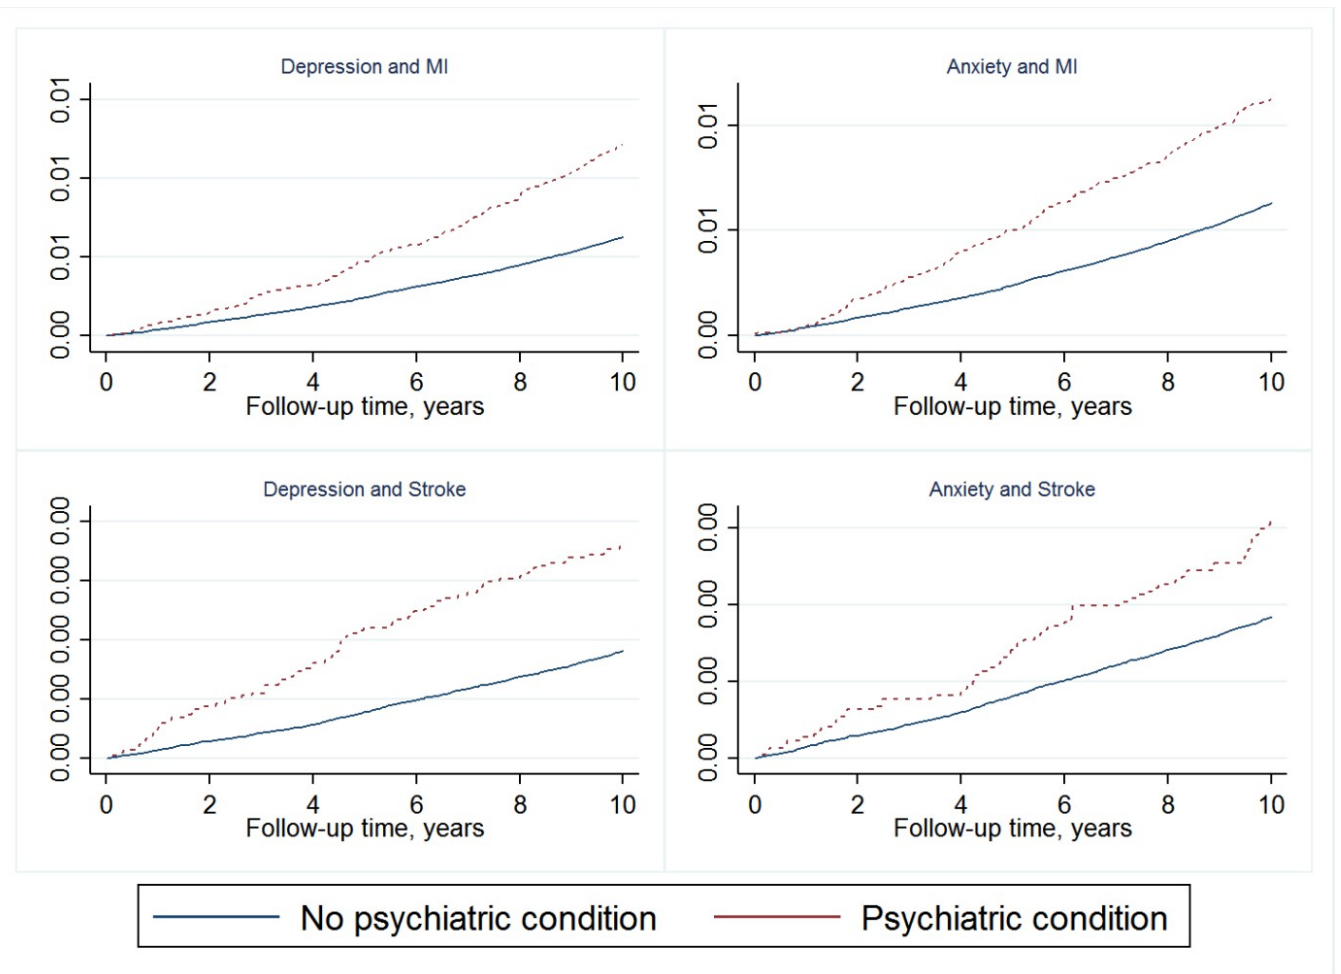 Depression and MI
0.01
0.01
0.01
0.00
0 2 4 6 8 10
Follow-up time, years
Anxiety and MI
0.01
0.01
0.00
0 2 4 6 8 10
Follow-up time, years
Depression and Stroke
0.00
0.00
0.00
0.00
0.00
0 2 4 6 8 10
Follow-up time, years
Anxiety and Stroke
0.00
0.00
0.00
0.00
0 2 4 6 8 10
Follow-up time, years
No psychiatric condition Psychiatric condition